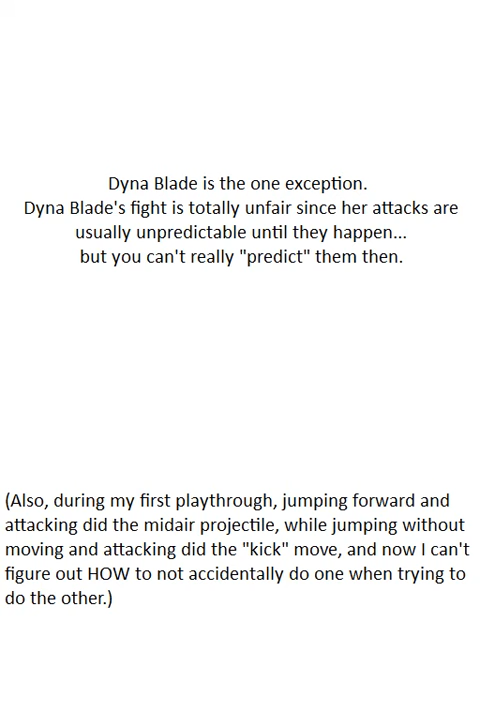 Dyna Blade is the one exception.
Dyna Blade's fight is totally unfair since her attacks are
usually unpredictable until they happen...
but you can't really "predict" them then.
(Also, during my first playthrough, jumping forward and
attacking did the midair projectile, while jumping without
moving and attacking did the "kick" move, and now I can't
figure out HOW to not accidentally do one when trying to
do the other.)